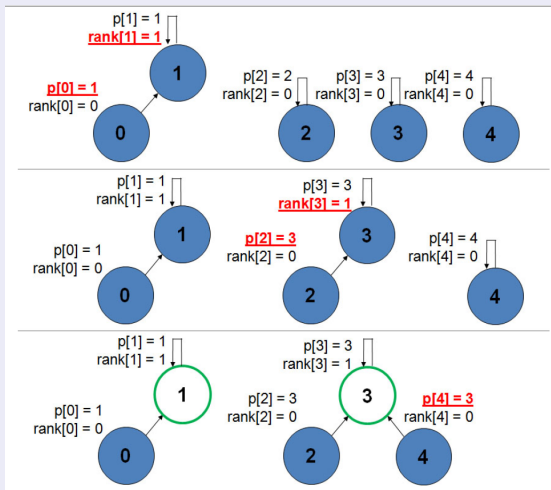 p[1] = 1
rank[1] = 1
1
p[0] = 1
rank[0] = 0
0
p[2] = 2
rank[2] = 0
2
p[3] = 3
rank[3] = 0
3
p[4] = 4
rank[4] = 0
4
p[1] = 1
rank[1] = 1
1
p[0] = 1
rank[0] = 0
0
p[3] = 3
rank[3] = 1
3
p[2] = 3
rank[2] = 0
2
p[4] = 4
rank[4] = 0
4
p[1] = 1
rank[1] = 1
1
p[0] = 1
rank[0] = 0
0
p[3] = 3
rank[3] = 1
3
p[2] = 3
rank[2] = 0
2
p[4] = 3
rank[4] = 0
4